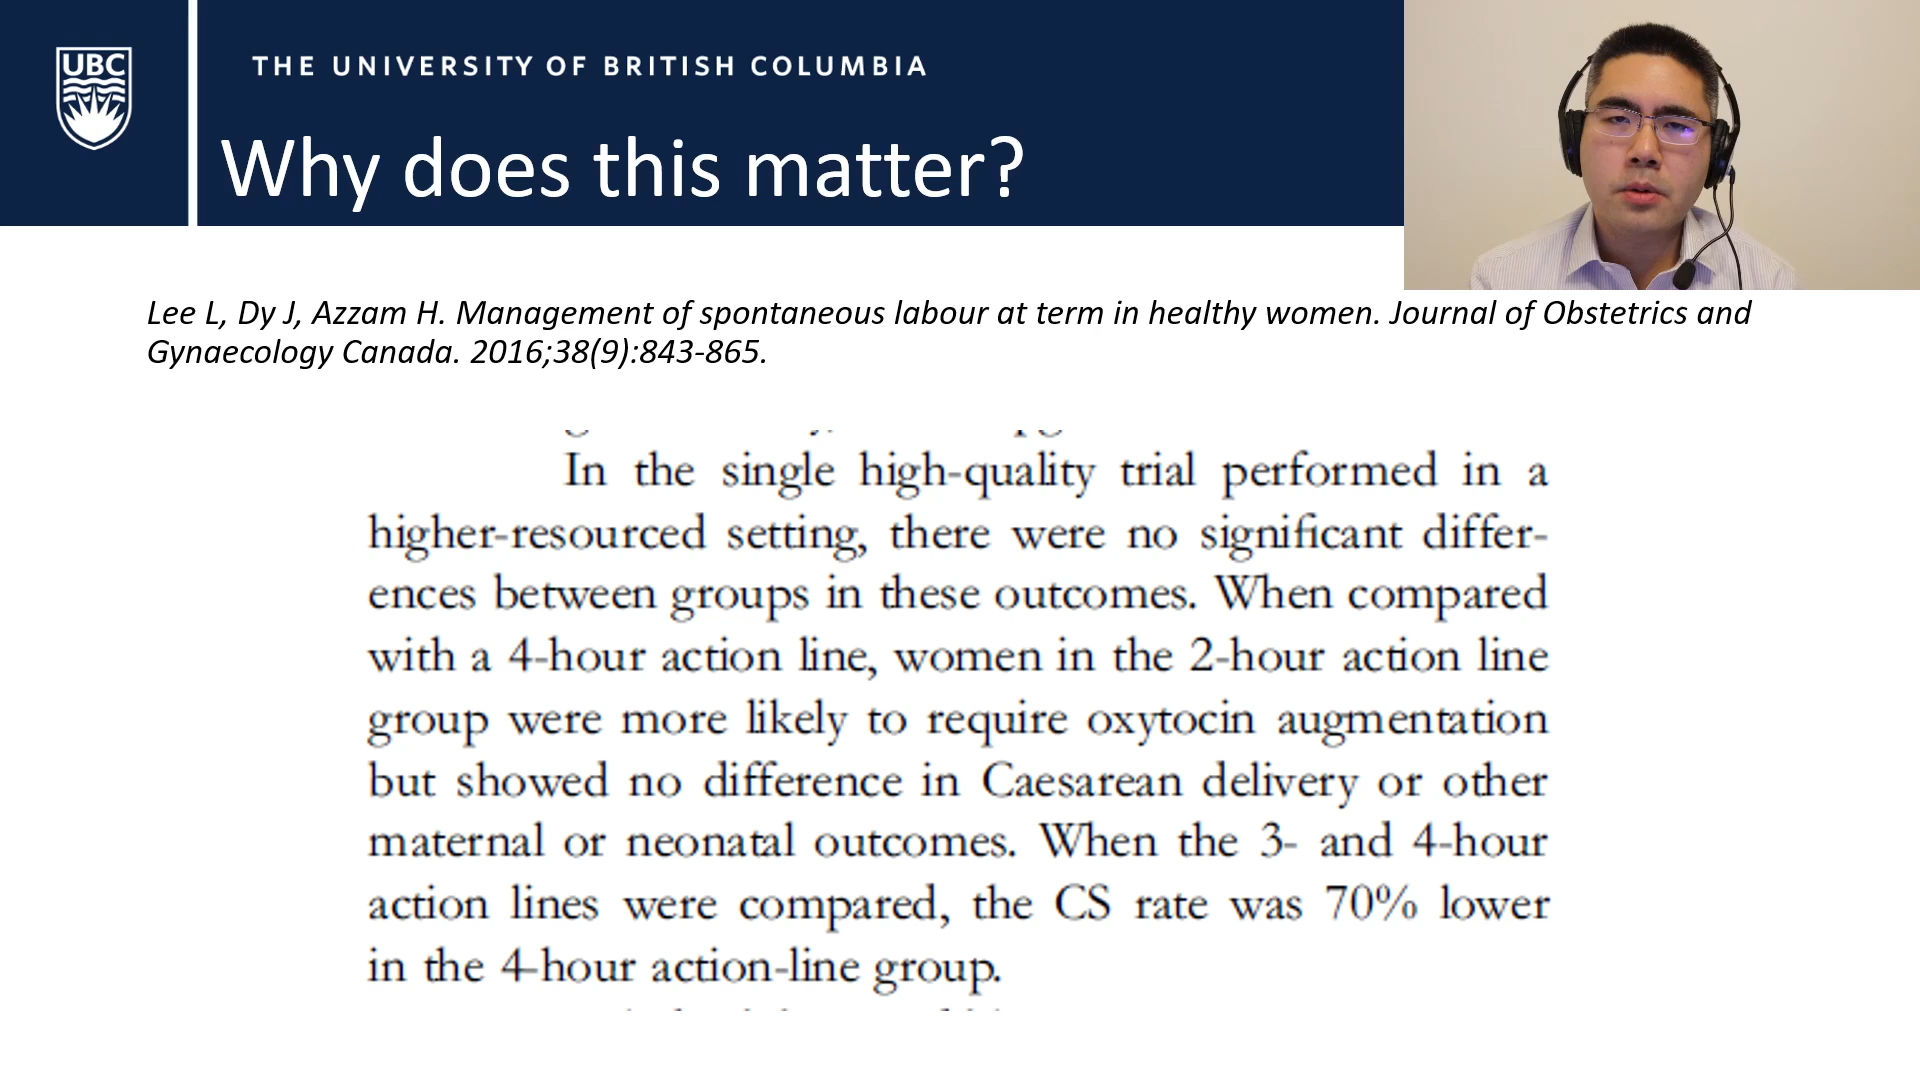 UBC
THE UNIVERSITY OF BRITISH COLUMBIA
Why does this matter?
Lee L, Dy J, Azzam H. Management of spontaneous labour at term in healthy women. Journal of Obstetrics and
Gynaecology Canada. 2016;38(9):843-865.
In the single high-quality trial performed in a
higher-resourced setting, there were no significant differ-
ences between groups in these outcomes. When compared
with a 4-hour action line, women in the 2-hour action line
group were more likely to require oxytocin augmentation
but showed no difference in Caesarean delivery or other
maternal or neonatal outcomes. When the 3- and 4-hour
action lines were compared, the CS rate was 70% lower
in the 4-hour action-line group.